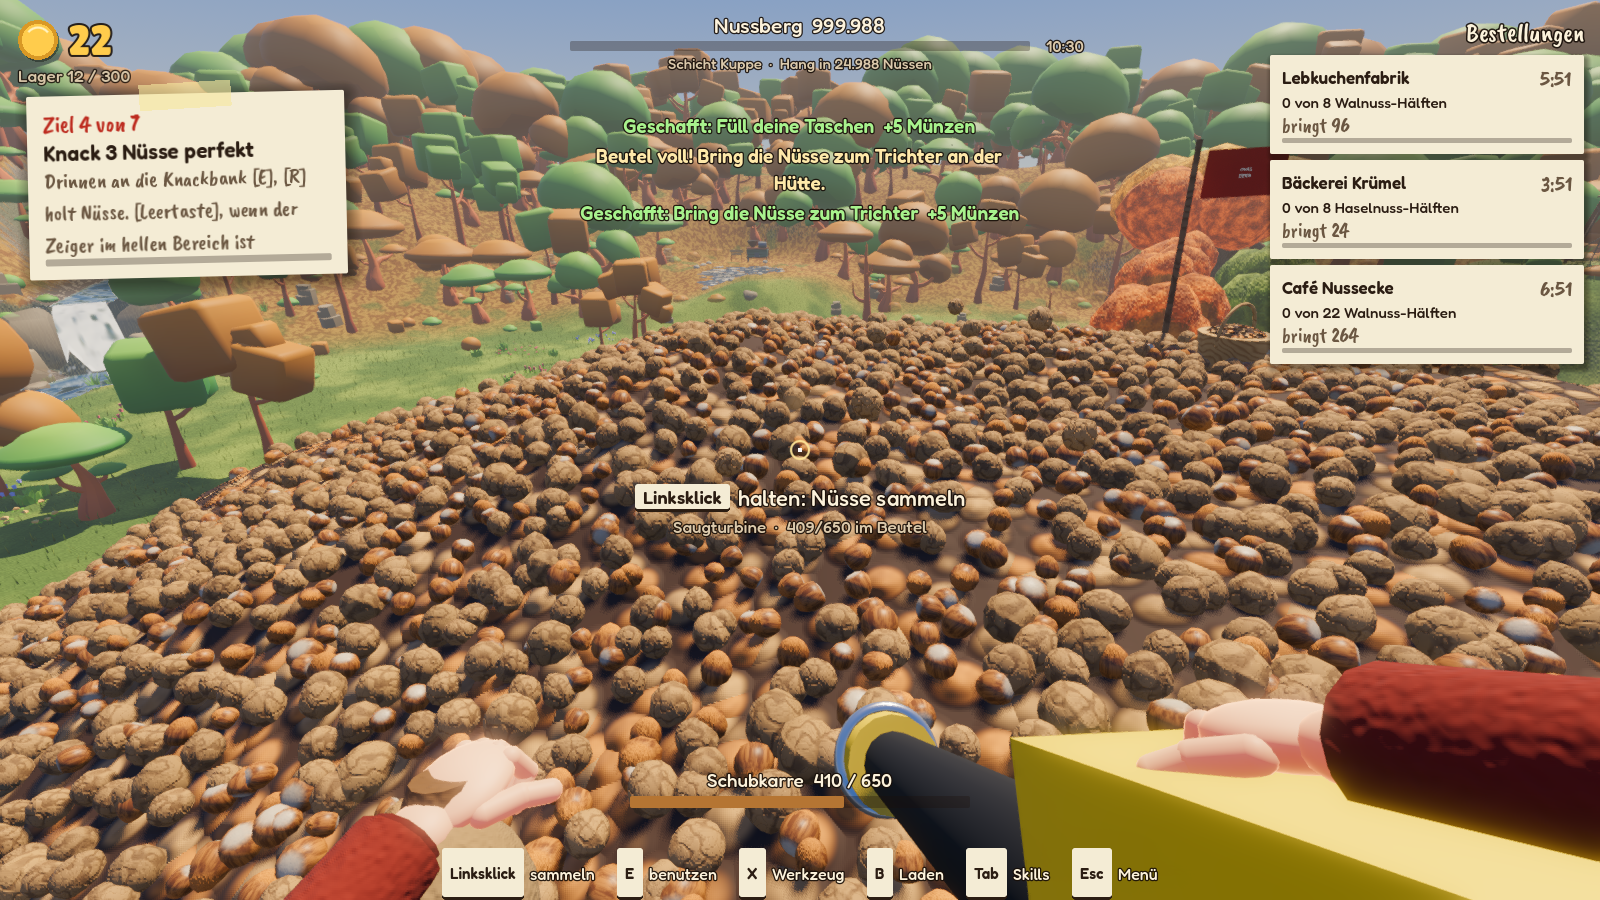 22
Lager 12 / 300
Ziel 4 von 7
Knack 3 Nüsse perfekt
Drinnen an die Knackbank [E], [R]
holt Nüsse. [Leertaste], wenn der
Zeiger im hellen Bereich ist
Nussberg 999.988
10:30
Schicht Kuppe · Hang in 24.988 Nüssen
Geschafft: Füll deine Taschen +5 Münzen
Beutel voll! Bring die Nüsse zum Trichter an der
Hütte.
Geschafft: Bring die Nüsse zum Trichter +5 Münzen
Bestellungen
Lebkuchenfabrik 5:51
0 von 8 Walnuss-Hälften
bringt 96
Bäckerei Krümel 3:51
0 von 8 Haselnuss-Hälften
bringt 24
Café Nussecke 6:51
0 von 22 Walnuss-Hälften
bringt 264
Linksklick halten: Nüsse sammeln
Saugturbine · 409/650 im Beutel
Schubkarre 410 / 650
Linksklick sammeln E benutzen X Werkzeug B Laden Tab Skills Esc Menü